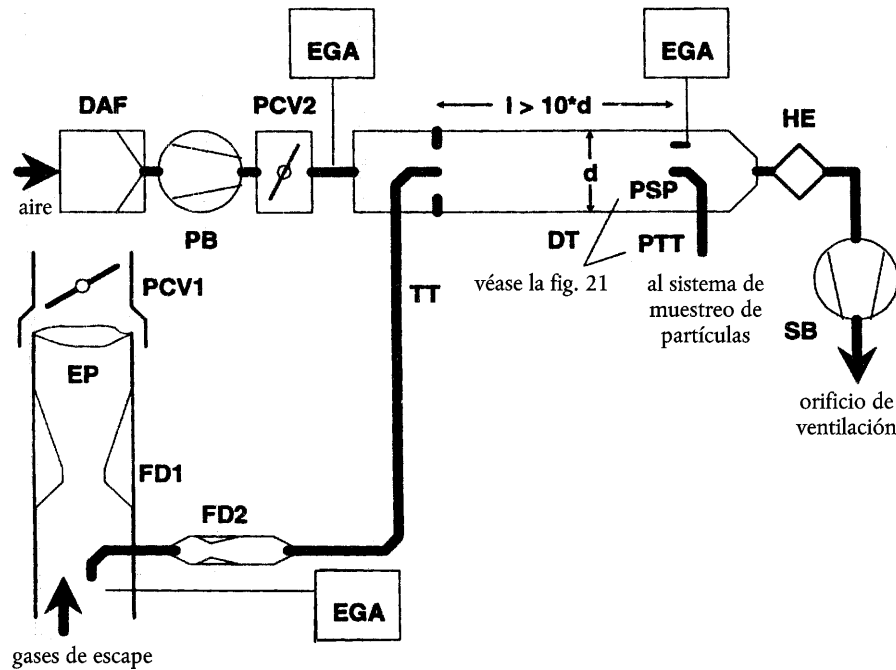 EGA
EGA
DAF
PCV2
l > 10*d
HE
aire
PB
d
PSP
DT
PTT
PCV1
véase la fig. 21
al sistema de
muestreo de
partículas
TT
SB
EP
orificio de
ventilación
FD1
FD2
EGA
gases de escape